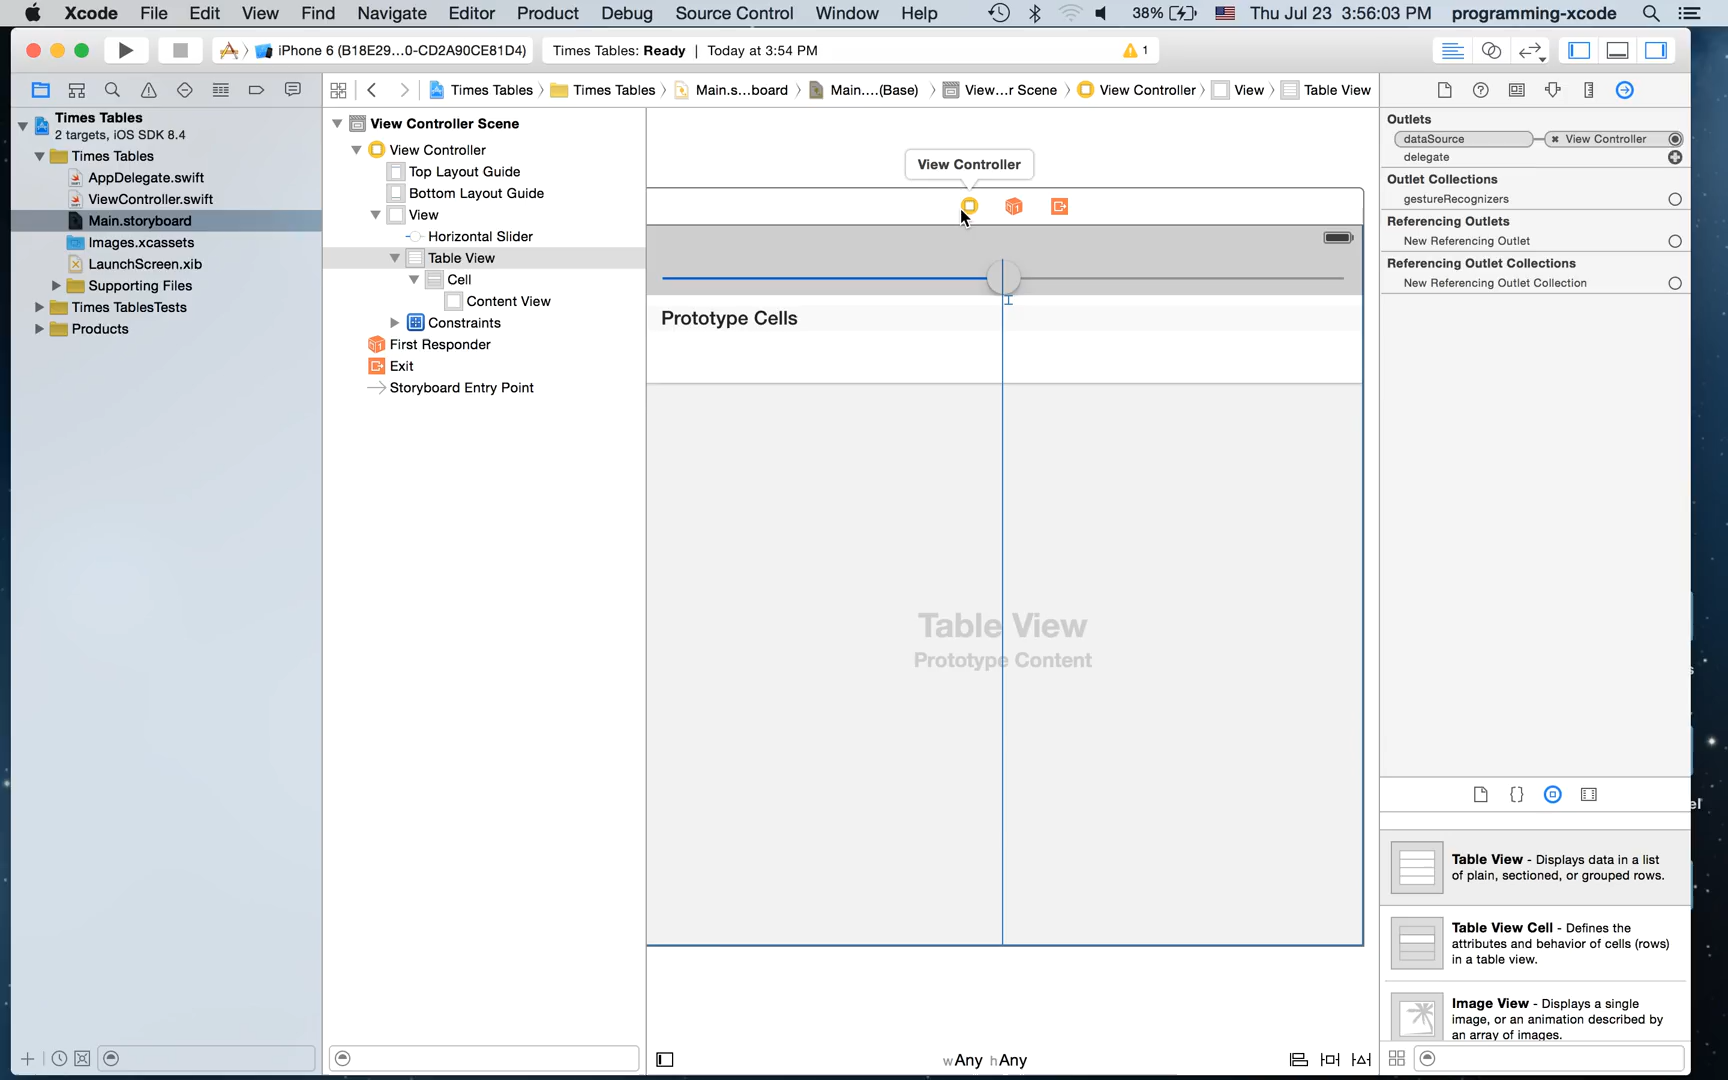 Xcode File Edit View Find Navigate Editor Product Debug Source Control Window Help 38% Thu Jul 23 3:56:03 PM programming-xcode
iPhone 6 (B18E29...0-CD2A90CE81D4) Times Tables: Ready | Today at 3:54 PM 1
Times Tables Times Tables Main.s...board Main....(Base) View...r Scene View Controller View Table View
Times Tables
2 targets, iOS SDK 8.4
Times Tables
AppDelegate.swift
ViewController.swift
Main.storyboard
Images.xcassets
LaunchScreen.xib
Supporting Files
Times TablesTests
Products
View Controller Scene
View Controller
Top Layout Guide
Bottom Layout Guide
View
Horizontal Slider
Table View
Cell
Content View
Constraints
First Responder
Exit
Storyboard Entry Point
View Controller
Prototype Cells
Table View
Prototype Content
wAny hAny
Outlets
dataSource View Controller
delegate
Outlet Collections
gestureRecognizers
Referencing Outlets
New Referencing Outlet
Referencing Outlet Collections
New Referencing Outlet Collection
Table View - Displays data in a list
of plain, sectioned, or grouped rows.
Table View Cell - Defines the
attributes and behavior of cells (rows)
in a table view.
Image View - Displays a single
image, or an animation described by
an array of images.